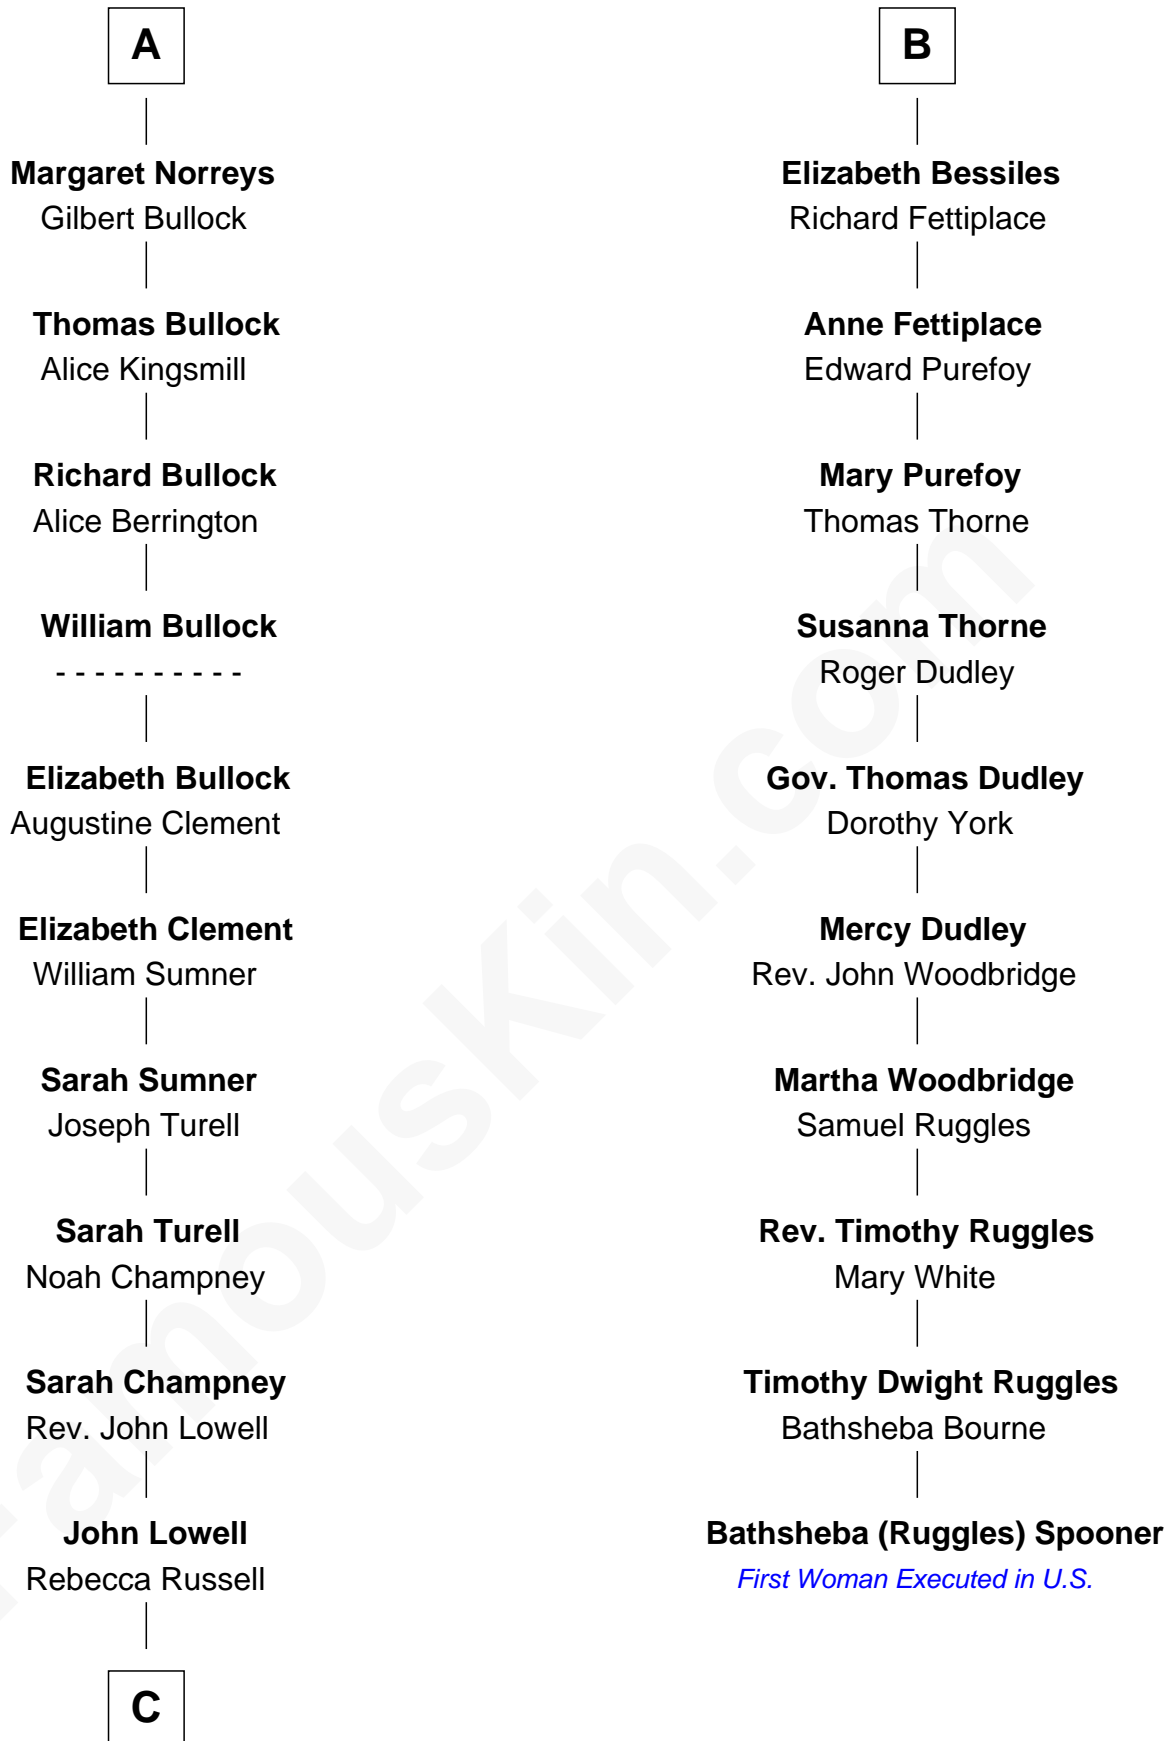 A
Margaret Norreys
Gilbert Bullock
Thomas Bullock
Alice Kingsmill
Richard Bullock
Alice Berrington
William Bullock
- - - - - - - - - -
Elizabeth Bullock
Augustine Clement
Elizabeth Clement
William Sumner
Sarah Sumner
Joseph Turell
Sarah Turell
Noah Champney
Sarah Champney
Rev. John Lowell
John Lowell
Rebecca Russell
C
B
Elizabeth Bessiles
Richard Fettiplace
Anne Fettiplace
Edward Purefoy
Mary Purefoy
Thomas Thorne
Susanna Thorne
Roger Dudley
Gov. Thomas Dudley
Dorothy York
Mercy Dudley
Rev. John Woodbridge
Martha Woodbridge
Samuel Ruggles
Rev. Timothy Ruggles
Mary White
Timothy Dwight Ruggles
Bathsheba Bourne
Bathsheba (Ruggles) Spooner
First Woman Executed in U.S.
FamousKin.com